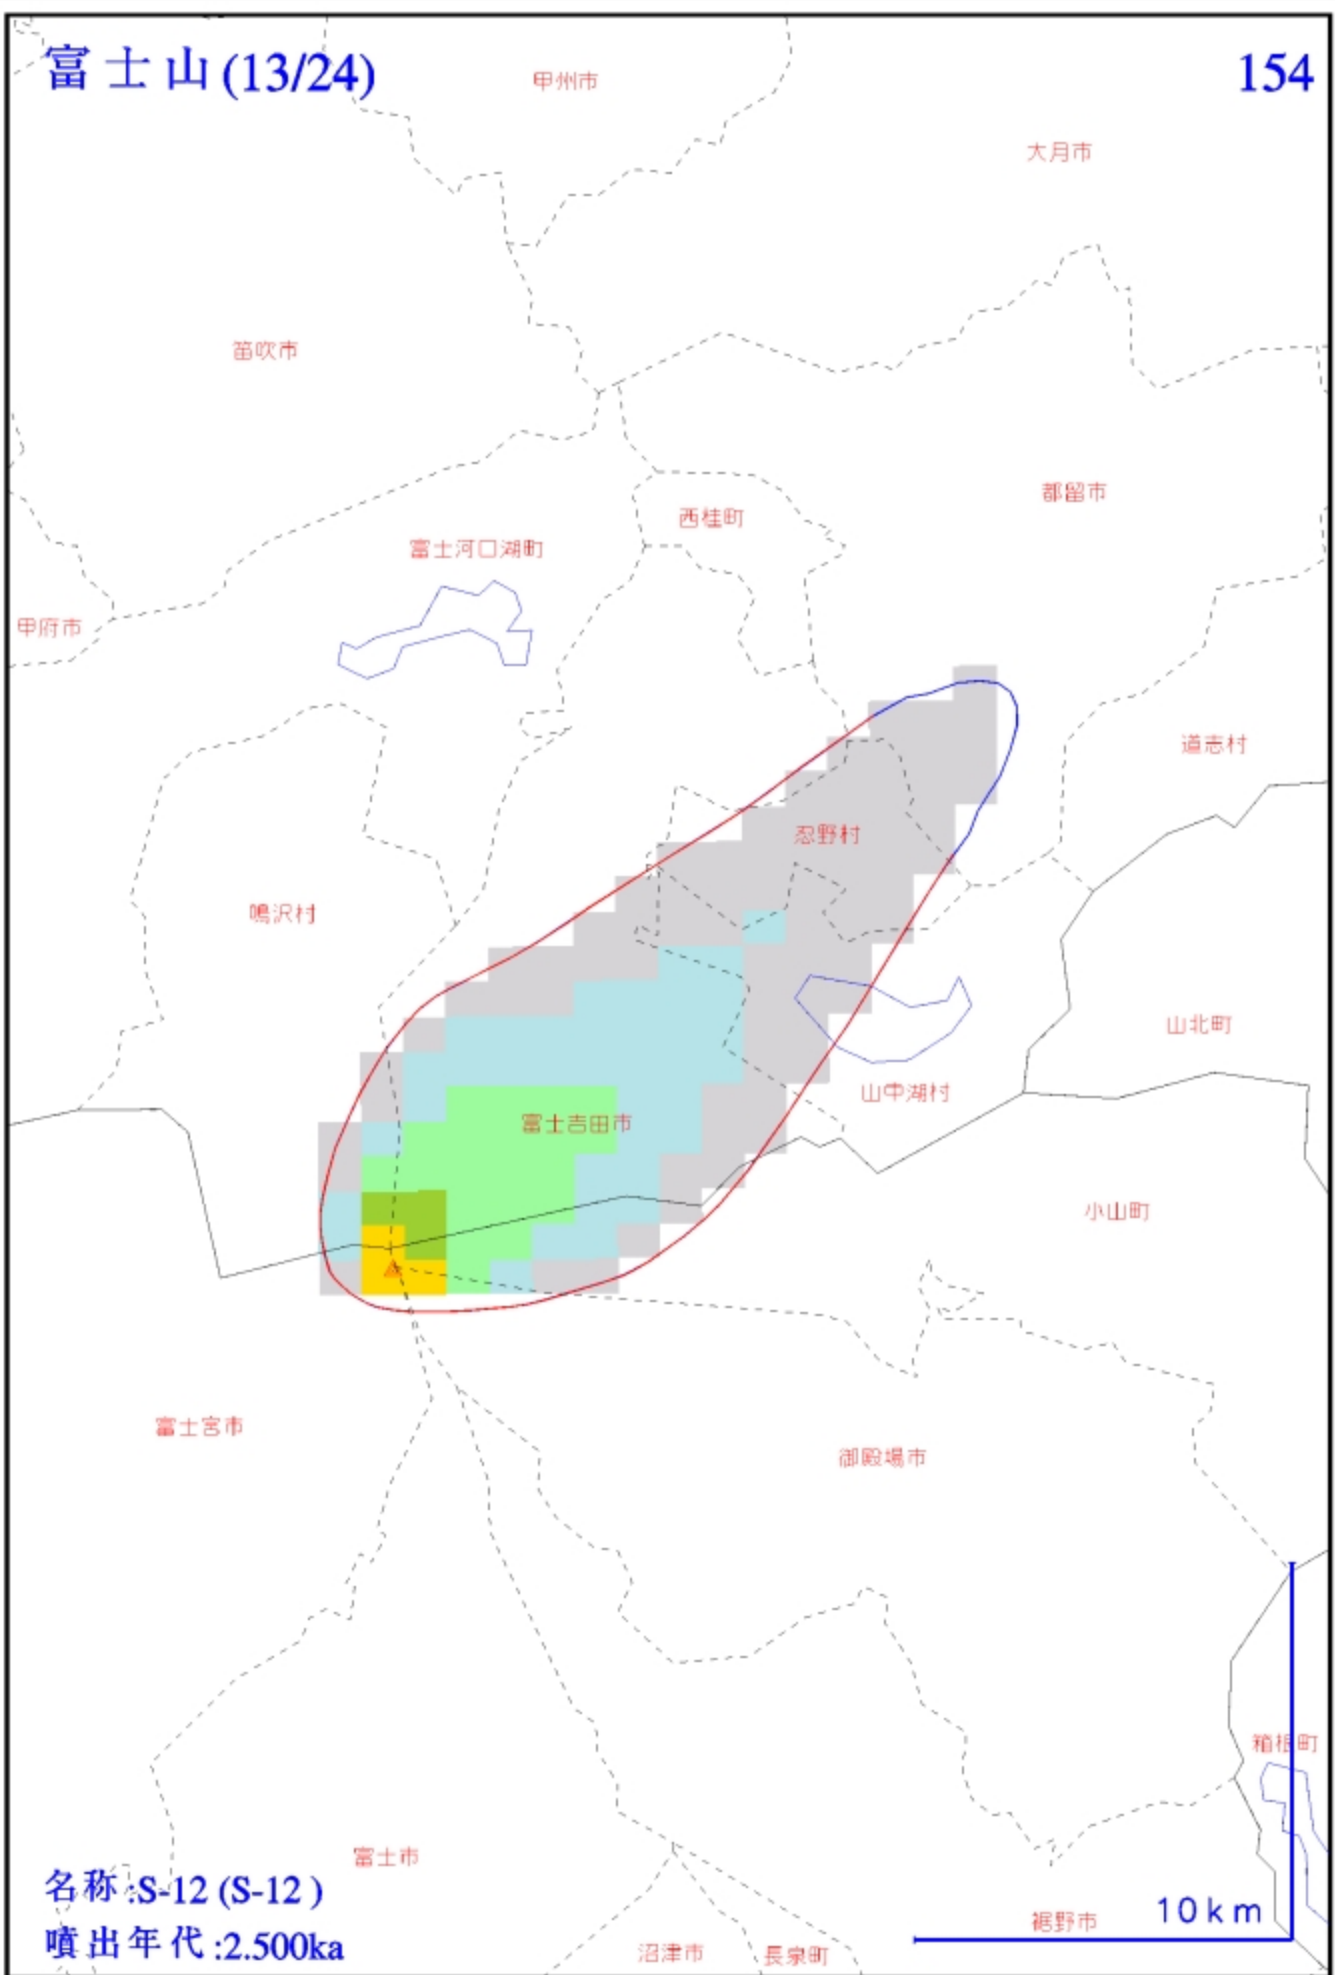 富士山(13/24)
154
甲州市
大月市
笛吹市
都留市
西桂町
富士河口湖町
甲府市
道志村
忍野村
鳴沢村
山北町
山中湖村
富士吉田市
小山町
富士宮市
御殿場市
箱根町
富士市
名称:S-12 (S-12 )
10km
裾野市
噴出年代:2.500ka
沼津市
長泉町